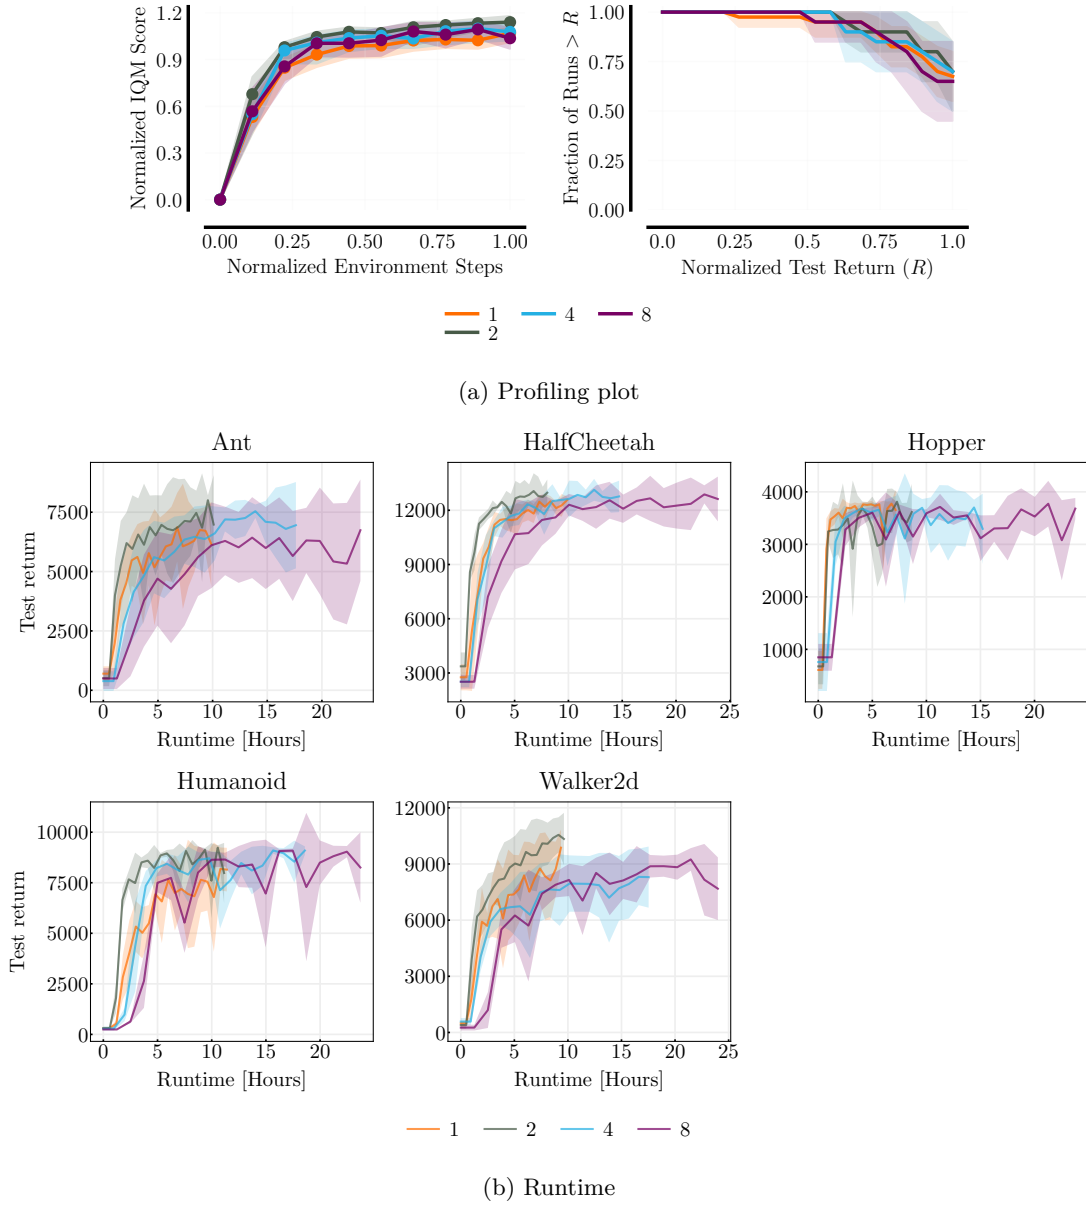 Normalized IQM Score
1.2
0.9
0.6
0.3
0.0
0.00 0.25 0.50 0.75 1.00
Normalized Environment Steps
Fraction of Runs > R
1.00
0.75
0.50
0.25
0.00
0.0 0.25 0.5 0.75 1.0
Normalized Test Return (R)
1 4 8
2
(a) Profiling plot
Ant
Test return
7500
5000
2500
0
0 5 10 15 20
Runtime [Hours]
HalfCheetah
12000
9000
6000
3000
0 5 10 15 20 25
Runtime [Hours]
Hopper
4000
3000
2000
1000
0 5 10 15 20
Runtime [Hours]
Humanoid
Test return
10000
7500
5000
2500
0
0 5 10 15 20
Runtime [Hours]
Walker2d
12000
9000
6000
3000
0
0 5 10 15 20 25
Runtime [Hours]
1 2 4 8
(b) Runtime